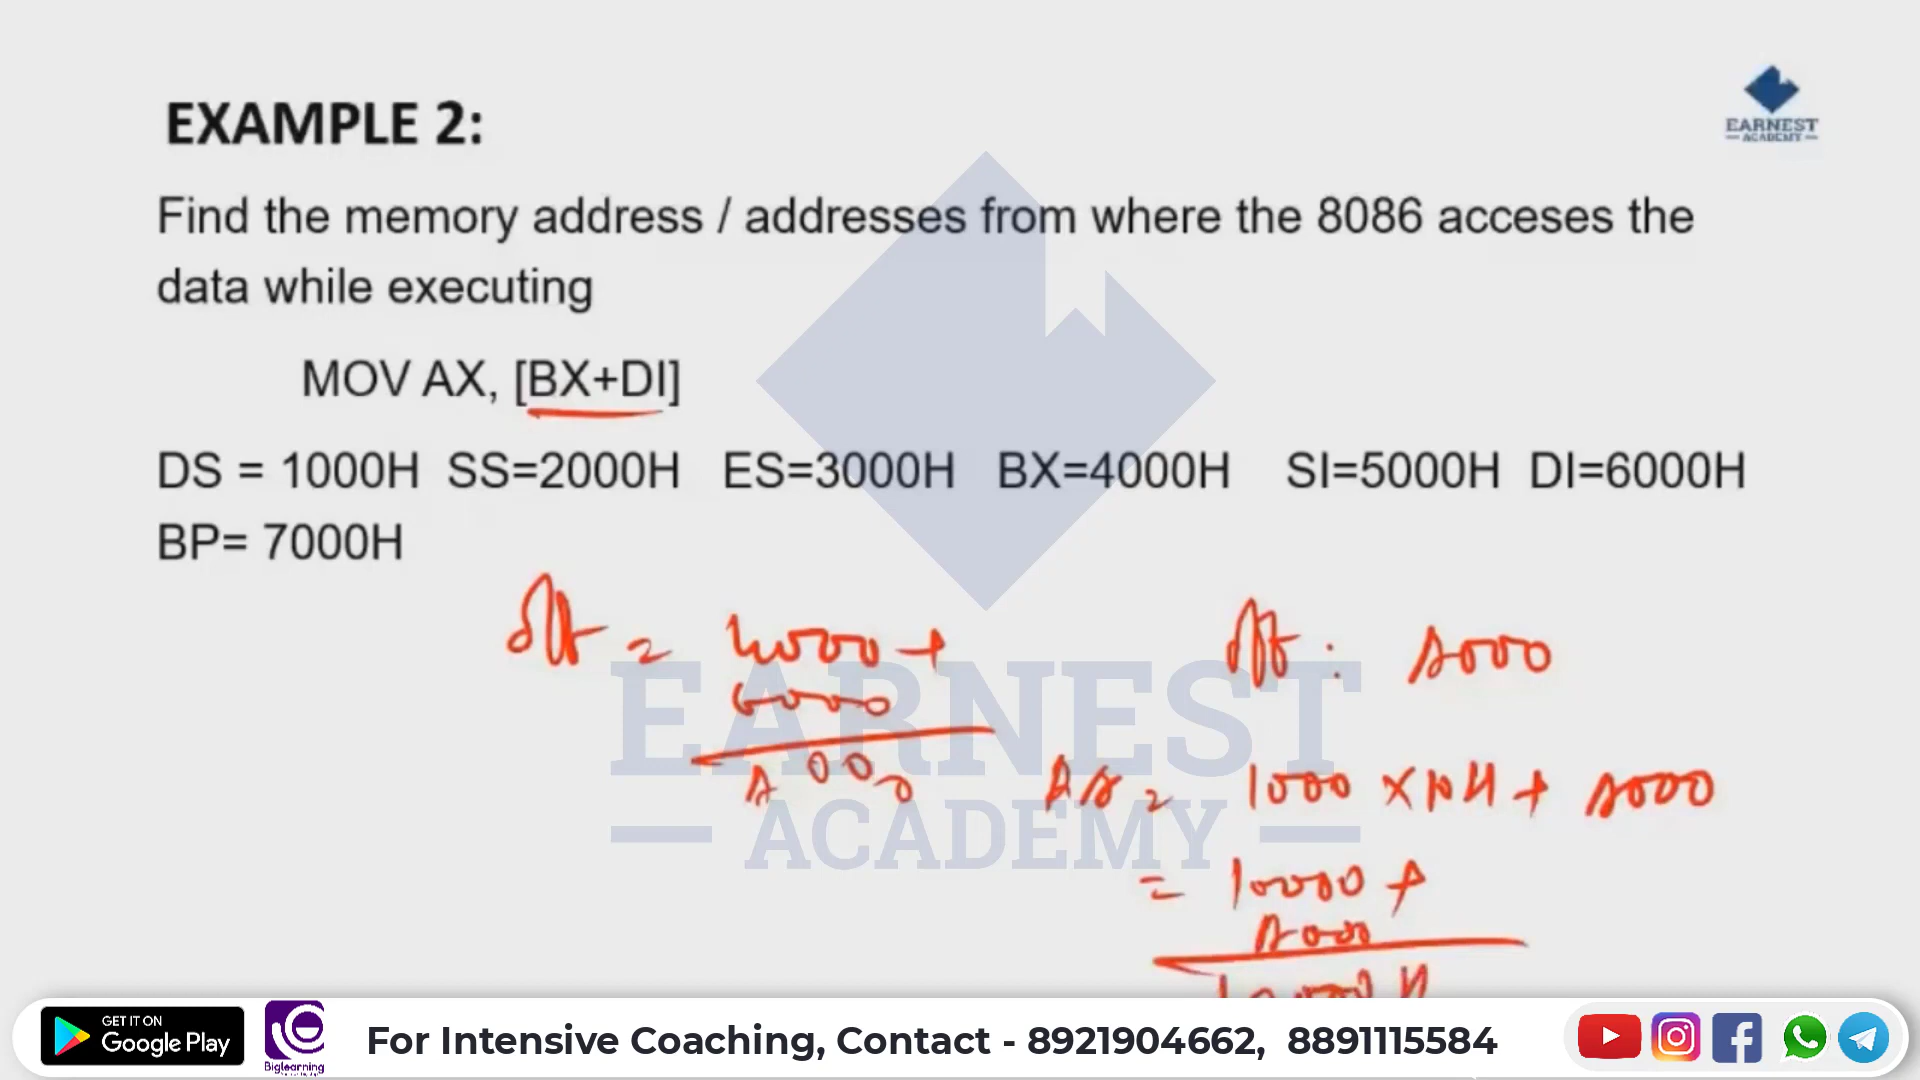 EARNEST
ACADEMY
EXAMPLE 2:
Find the memory address / addresses from where the 8086 acceses the
data while executing
MOV AX, [BX+DI]
DS = 1000H SS=2000H ES=3000H BX=4000H SI=5000H DI=6000H
BP= 7000H
= 4000 +
6000
A000
: A000
= 1000 x 10H + A000
= 10000 +
A000
EARNEST
ACADEMY
GET IT ON
Google Play
Biglearning
For Intensive Coaching, Contact - 8921904662, 8891115584